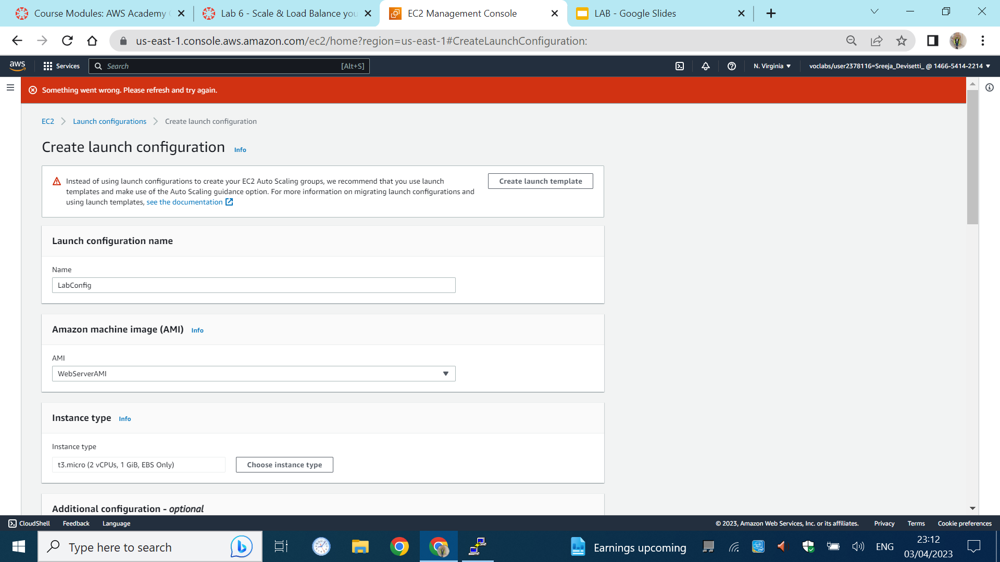 Course Modules: AWS Academy
Lab 6 - Scale & Load Balance you
EC2 Management Console
LAB - Google Slides
us-east-1.console.aws.amazon.com/ec2/home?region=us-east-1#CreateLaunchConfiguration:
aws
Services
Search
[Alt+S]
N. Virginia
voclabs/user2378116=Sreeja_Devisetti_ @ 1466-5414-2214
Something went wrong. Please refresh and try again.
EC2
Launch configurations
Create launch configuration
Create launch configuration
Info
Instead of using launch configurations to create your EC2 Auto Scaling groups, we recommend that you use launch
templates and make use of the Auto Scaling guidance option. For more information on migrating launch configurations and
using launch templates, see the documentation
Create launch template
Launch configuration name
Name
LabConfig
Amazon machine image (AMI)
Info
AMI
WebServerAMI
Instance type
Info
Instance type
t3.micro (2 vCPUs, 1 GiB, EBS Only)
Choose instance type
Additional configuration - optional
CloudShell
Feedback
Language
© 2023, Amazon Web Services, Inc. or its affiliates.
Privacy
Terms
Cookie preferences
Type here to search
Earnings upcoming
ENG
23:12
03/04/2023